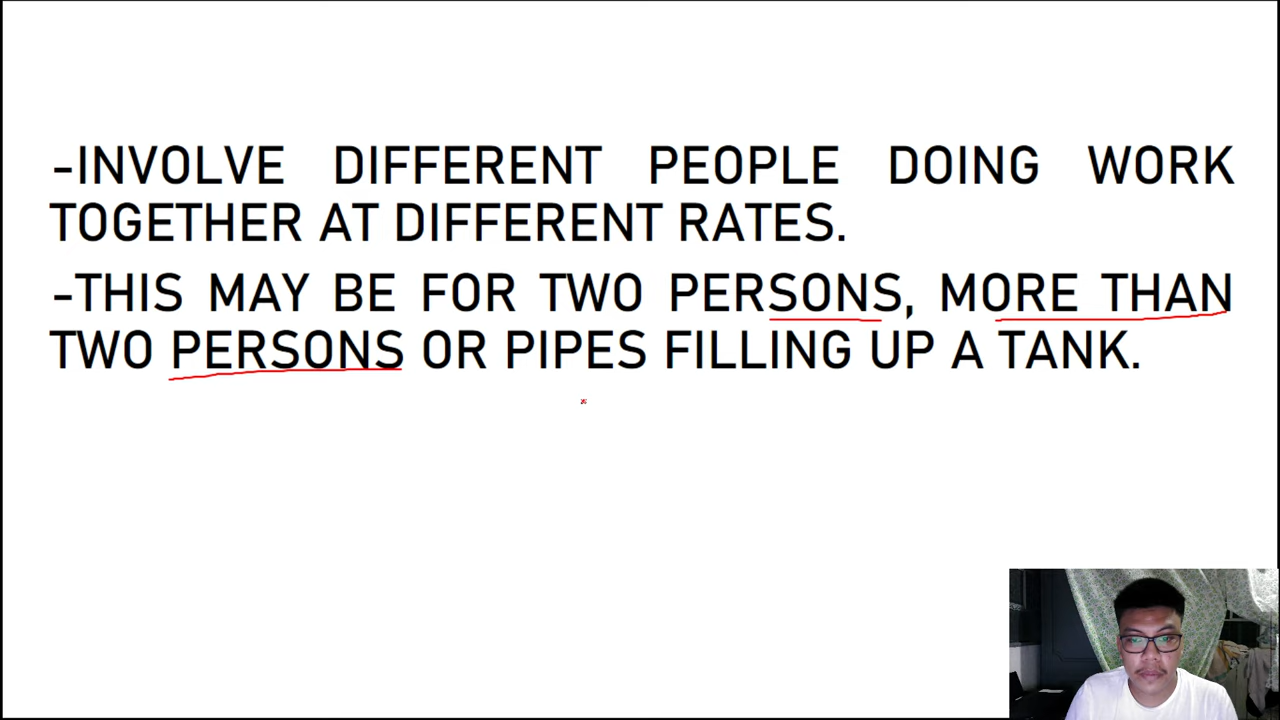 -INVOLVE DIFFERENT PEOPLE DOING WORK
TOGETHER AT DIFFERENT RATES.
-THIS MAY BE FOR TWO PERSONS, MORE THAN
TWO PERSONS OR PIPES FILLING UP A TANK.